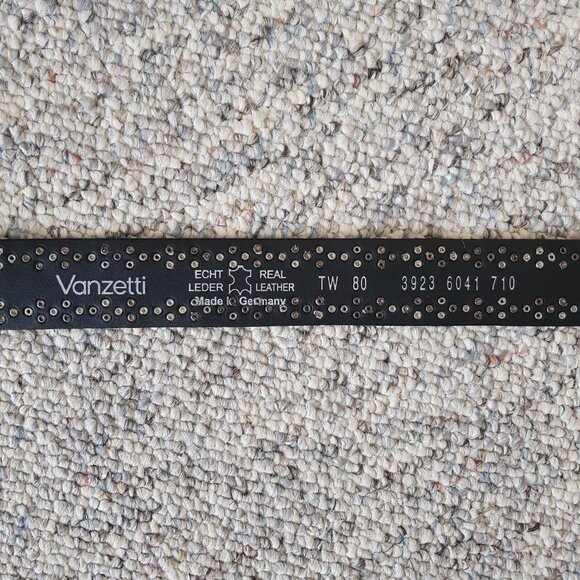 Vanzetti
ECHT REAL
LEDER LEATHER
Made in Germany
TW 80 3923 6041 710